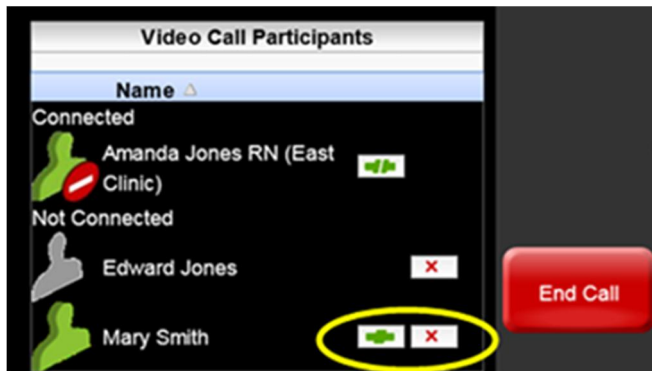 Video Call Participants
Name
Connected
Amanda Jones RN (East
Clinic)
Not Connected
Edward Jones
Mary Smith
End Call